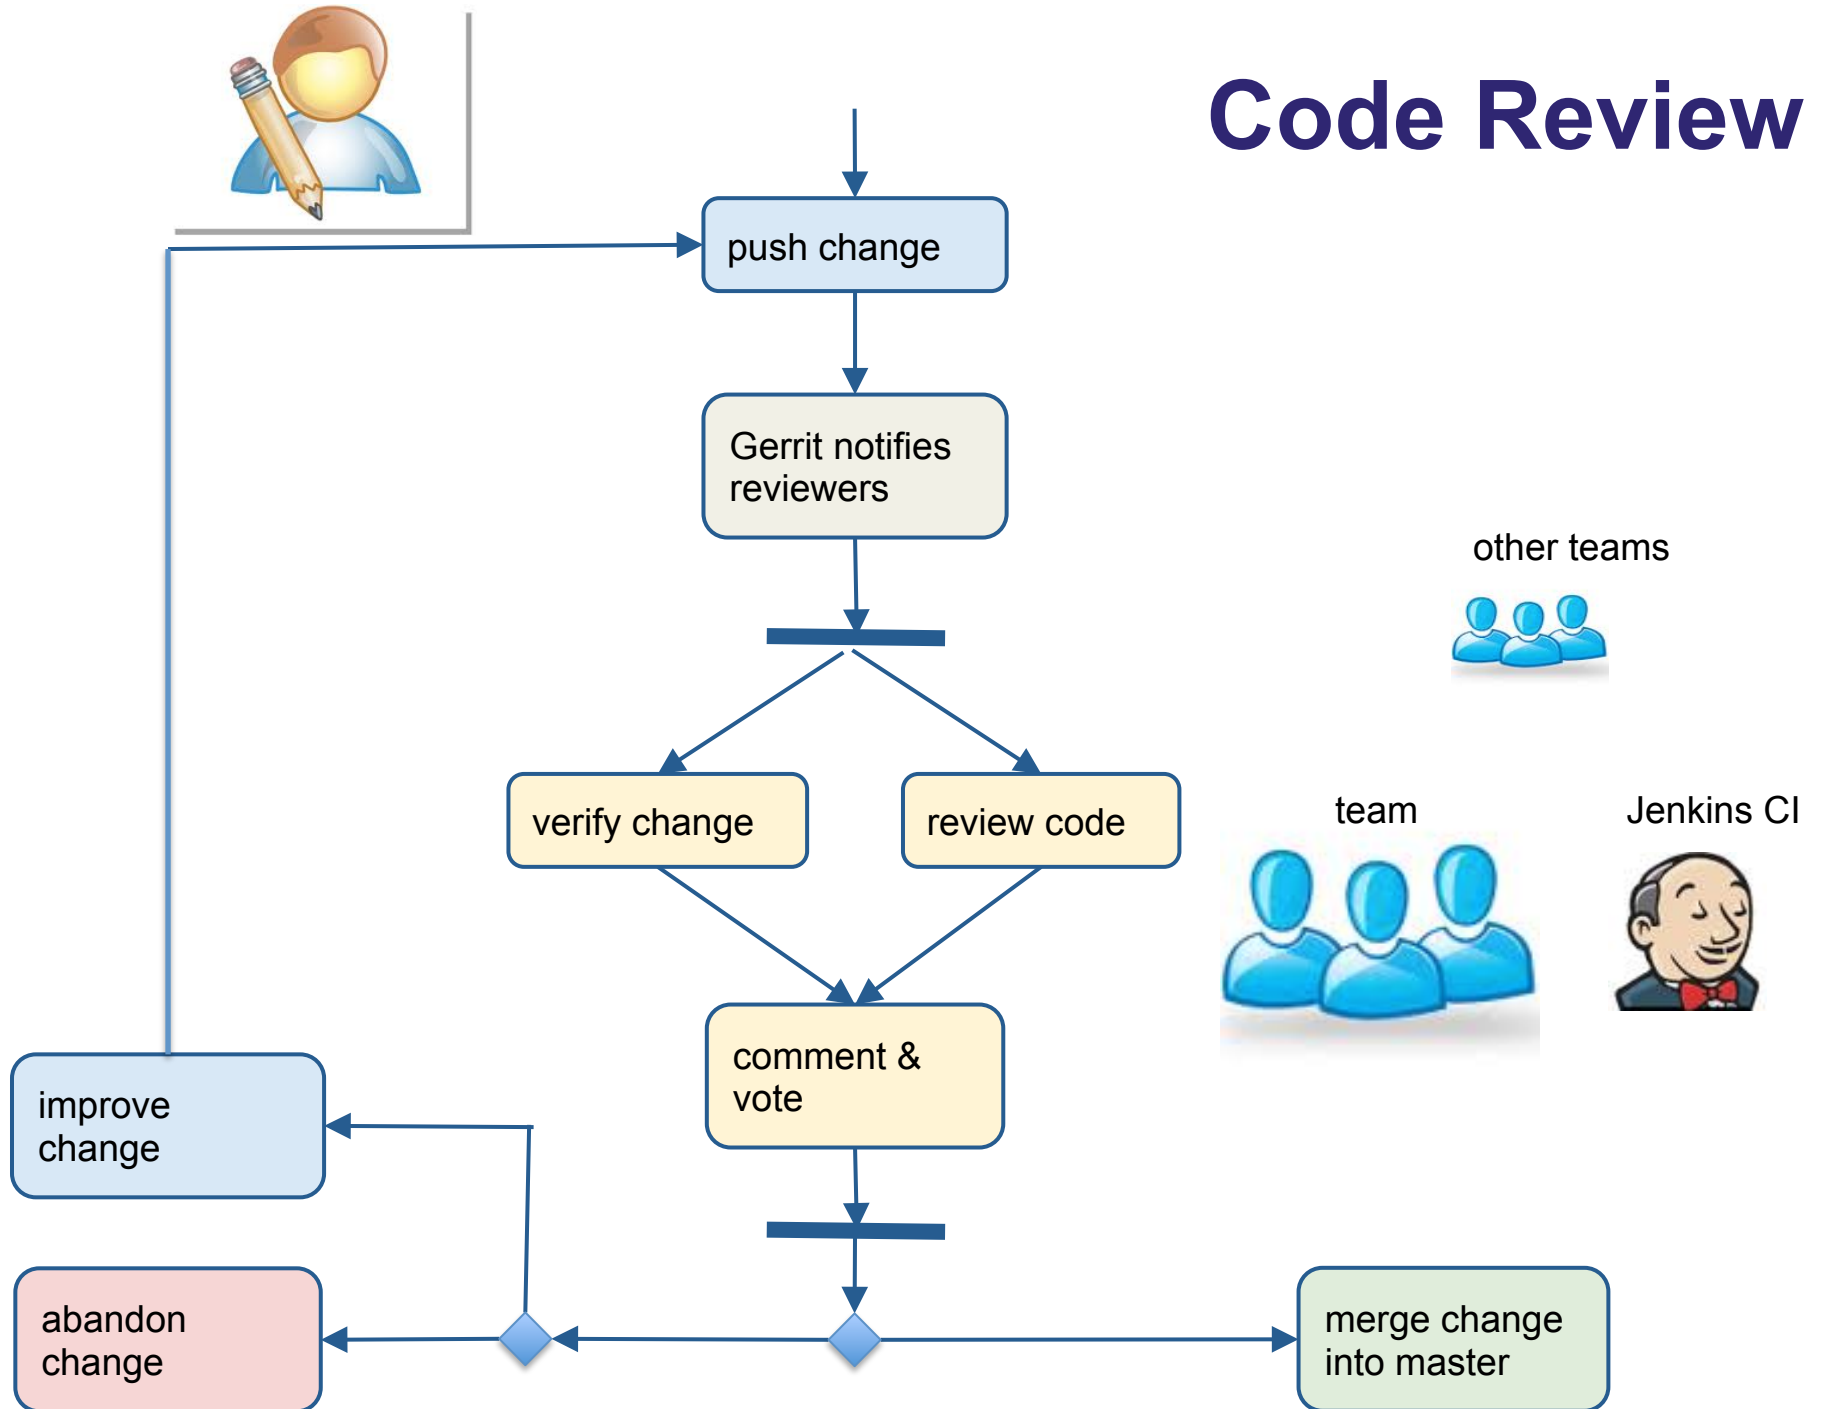 Code Review
push change
Gerrit notifies
reviewers
other teams
verify change
review code
team
Jenkins CI
comment &
vote
improve
change
abandon
change
merge change
into master